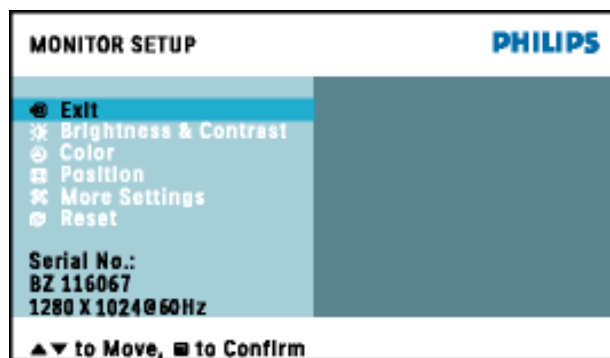 MONITOR SETUP PHILIPS
Exit
Brightness & Contrast
Color
Position
More Settings
Reset
Serial No.:
BZ 116067
1280 X 1024@60Hz
▲▼ to Move, to Confirm